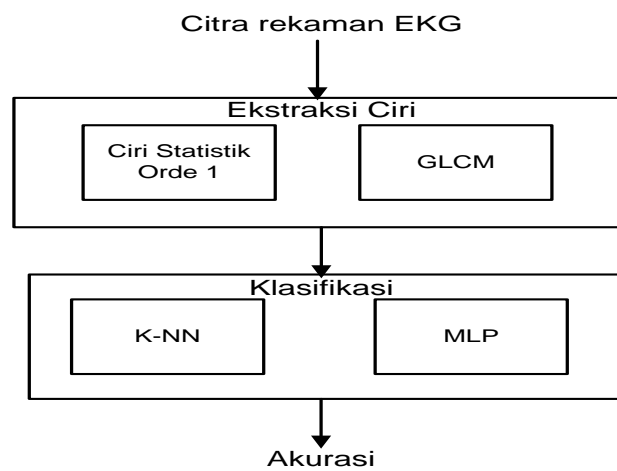 Citra rekaman EKG
Ekstraksi Ciri
Ciri Statistik
Orde 1
GLCM
Klasifikasi
K-NN
MLP
Akurasi